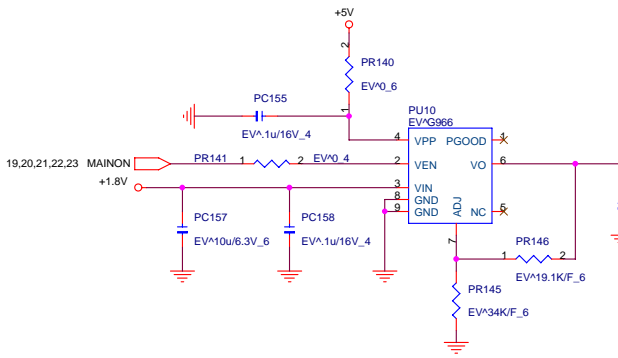 +5V
2
PR140
EV^0_6
1
PC155
EV^.1u/16V_4
PU10
EV^G966
4 VPP PGOOD 1
19,20,21,22,23 MAINON
PR141 1 2 EV^0_4
2 VEN VO 6
+1.8V
3 VIN
8 GND
9 GND
ADJ
NC 5
7
PC157
EV^10u/6.3V_6
PC158
EV^.1u/16V_4
PR146
1 2
EV^19.1K/F_6
PR145
EV^34K/F_6